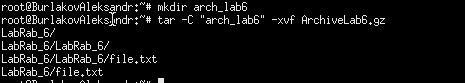 root@BurlakovAleksandr:~# mkdir arch_lab6
root@BurlakovAleksandr:~# tar -C "arch_lab6" -xvf ArchiveLab6.gz
LabRab_6/
LabRab_6/LabRab_6/
LabRab_6/LabRab_6/file.txt
LabRab_6/file.txt
root@BurlakovAleksandr:~#